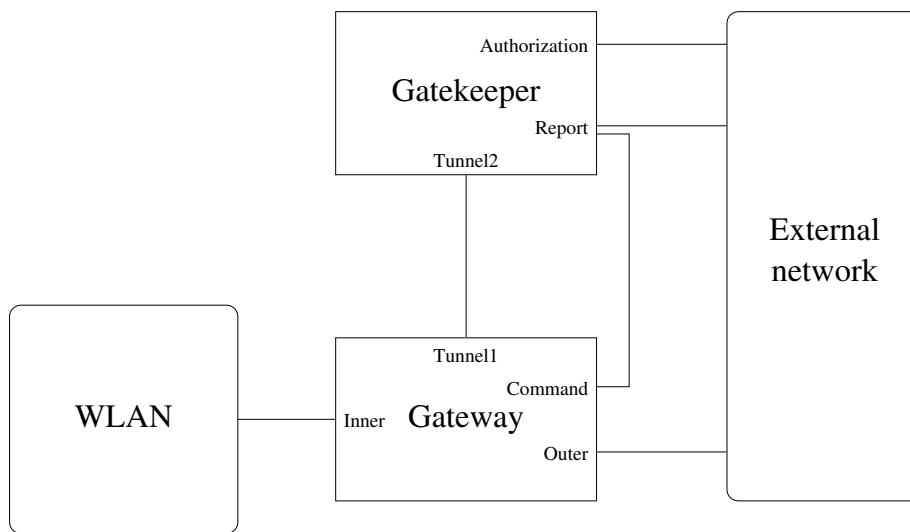 Authorization
Gatekeeper
Report
Tunnel2
External
network
Tunnel1
Command
WLAN
Inner
Gateway
Outer